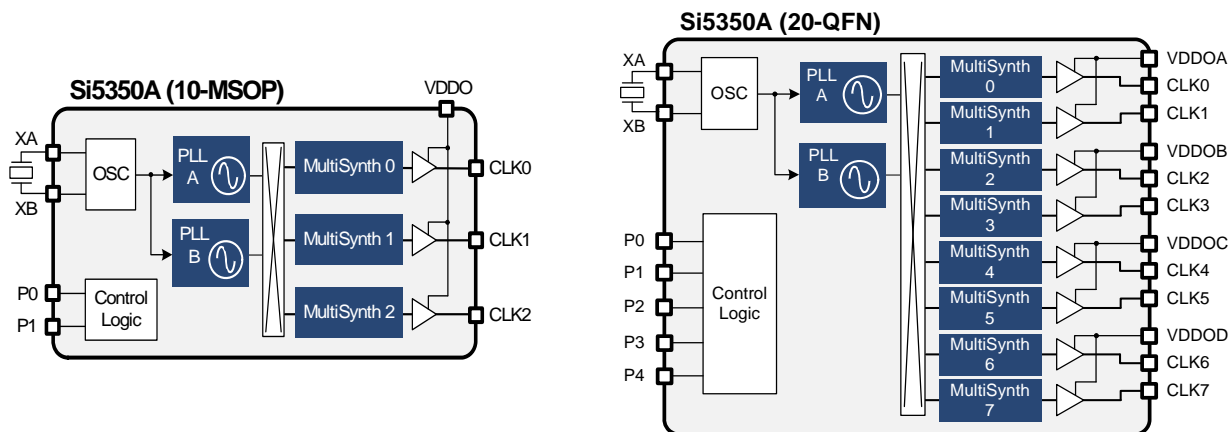 Si5350A (10-MSOP)
VDDO
XA
XB
OSC
PLL
A
PLL
B
MultiSynth 0
MultiSynth 1
MultiSynth 2
CLK0
CLK1
CLK2
P0
P1
Control
Logic
Si5350A (20-QFN)
XA
XB
OSC
PLL
A
PLL
B
P0
P1
P2
P3
P4
Control
Logic
MultiSynth
0
MultiSynth
1
MultiSynth
2
MultiSynth
3
MultiSynth
4
MultiSynth
5
MultiSynth
6
MultiSynth
7
VDDOA
CLK0
CLK1
VDDOB
CLK2
CLK3
VDDOC
CLK4
CLK5
VDDOD
CLK6
CLK7